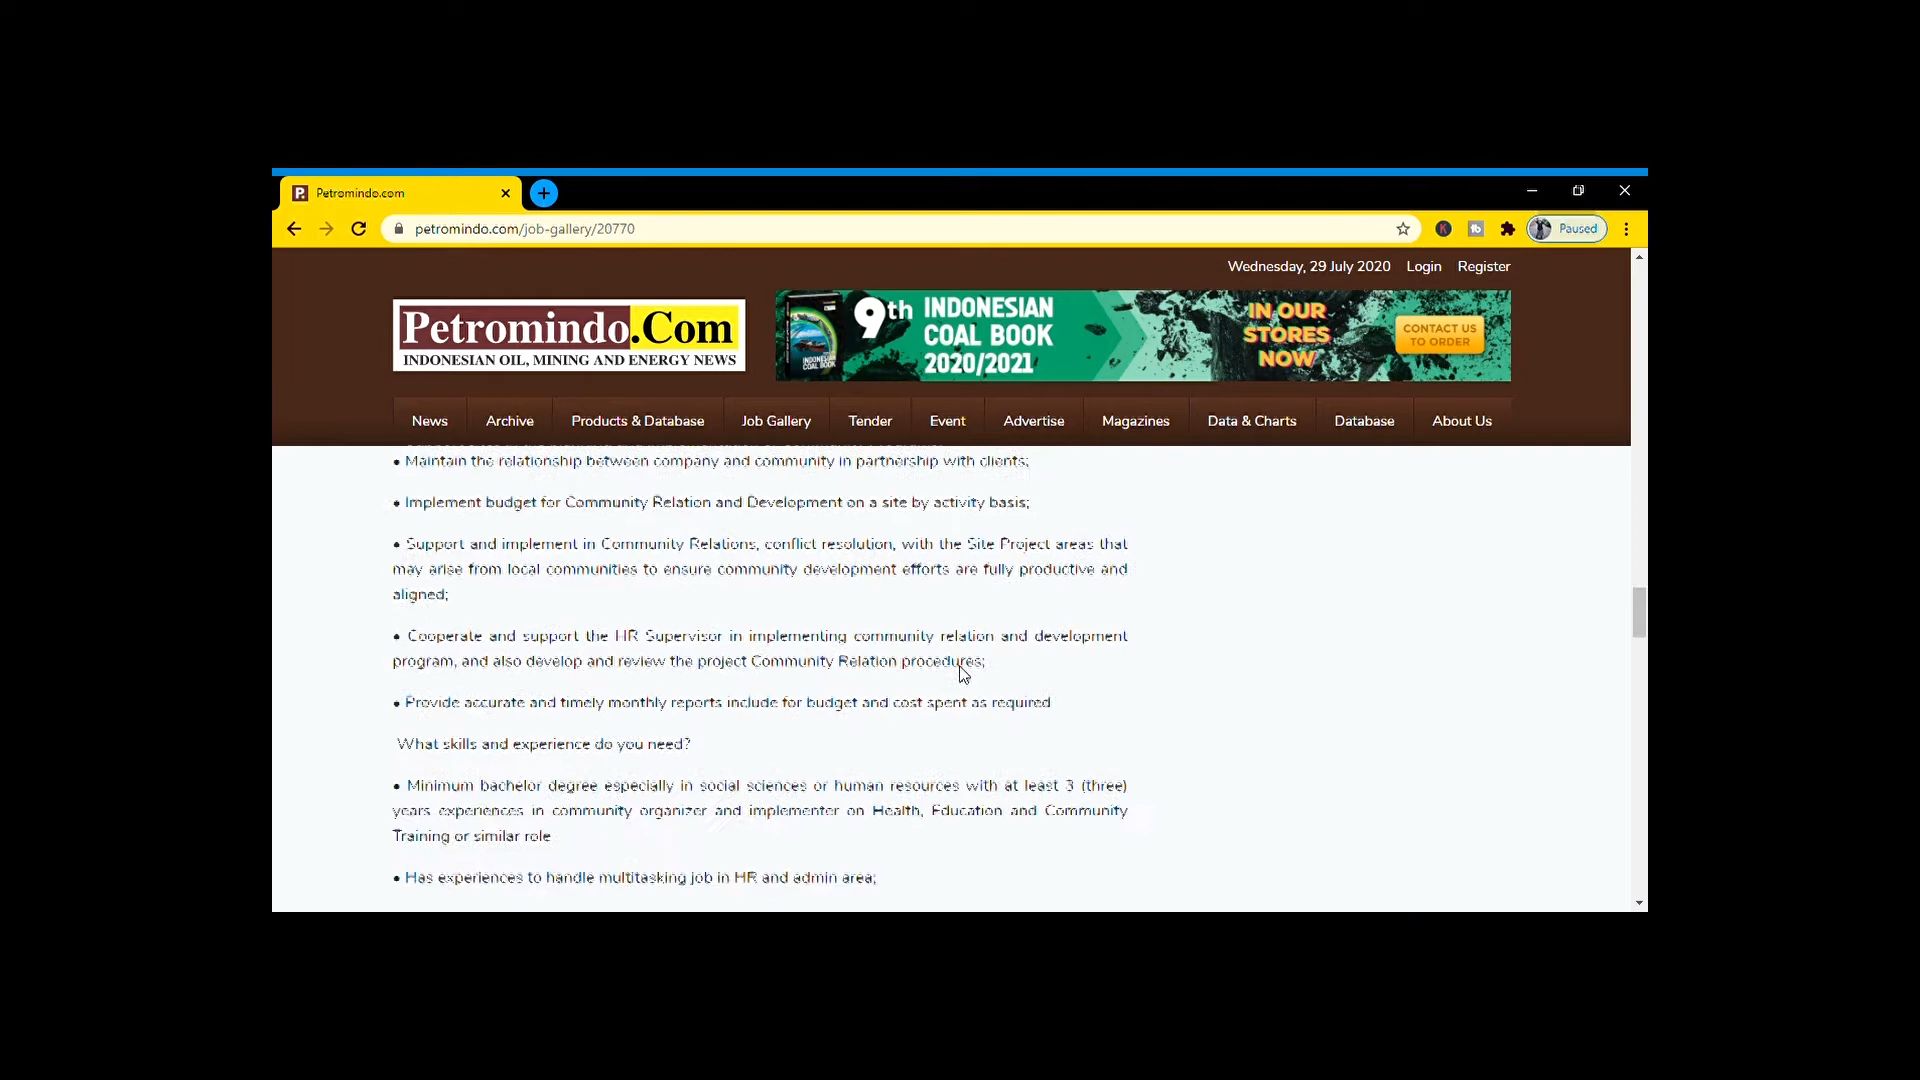 Petromindo.com
petromindo.com/job-gallery/20770
Paused
Wednesday, 29 July 2020 Login Register
Petromindo.Com
INDONESIAN OIL, MINING AND ENERGY NEWS
9th INDONESIAN
COAL BOOK
2020/2021
IN OUR
STORES
NOW
CONTACT US
TO ORDER
News Archive Products & Database Job Gallery Tender Event Advertise Magazines Data & Charts Database About Us
• Maintain the relationship between company and community in partnership with clients;
• Implement budget for Community Relation and Development on a site by activity basis;
• Support and implement in Community Relations, conflict resolution, with the Site Project areas that
may arise from local communities to ensure community development efforts are fully productive and
aligned;
• Cooperate and support the HR Supervisor in implementing community relation and development
program, and also develop and review the project Community Relation procedures;
• Provide accurate and timely monthly reports include for budget and cost spent as required
What skills and experience do you need?
• Minimum bachelor degree especially in social sciences or human resources with at least 3 (three)
years experiences in community organizer and implementer on Health, Education and Community
Training or similar role
• Has experiences to handle multitasking job in HR and admin area;